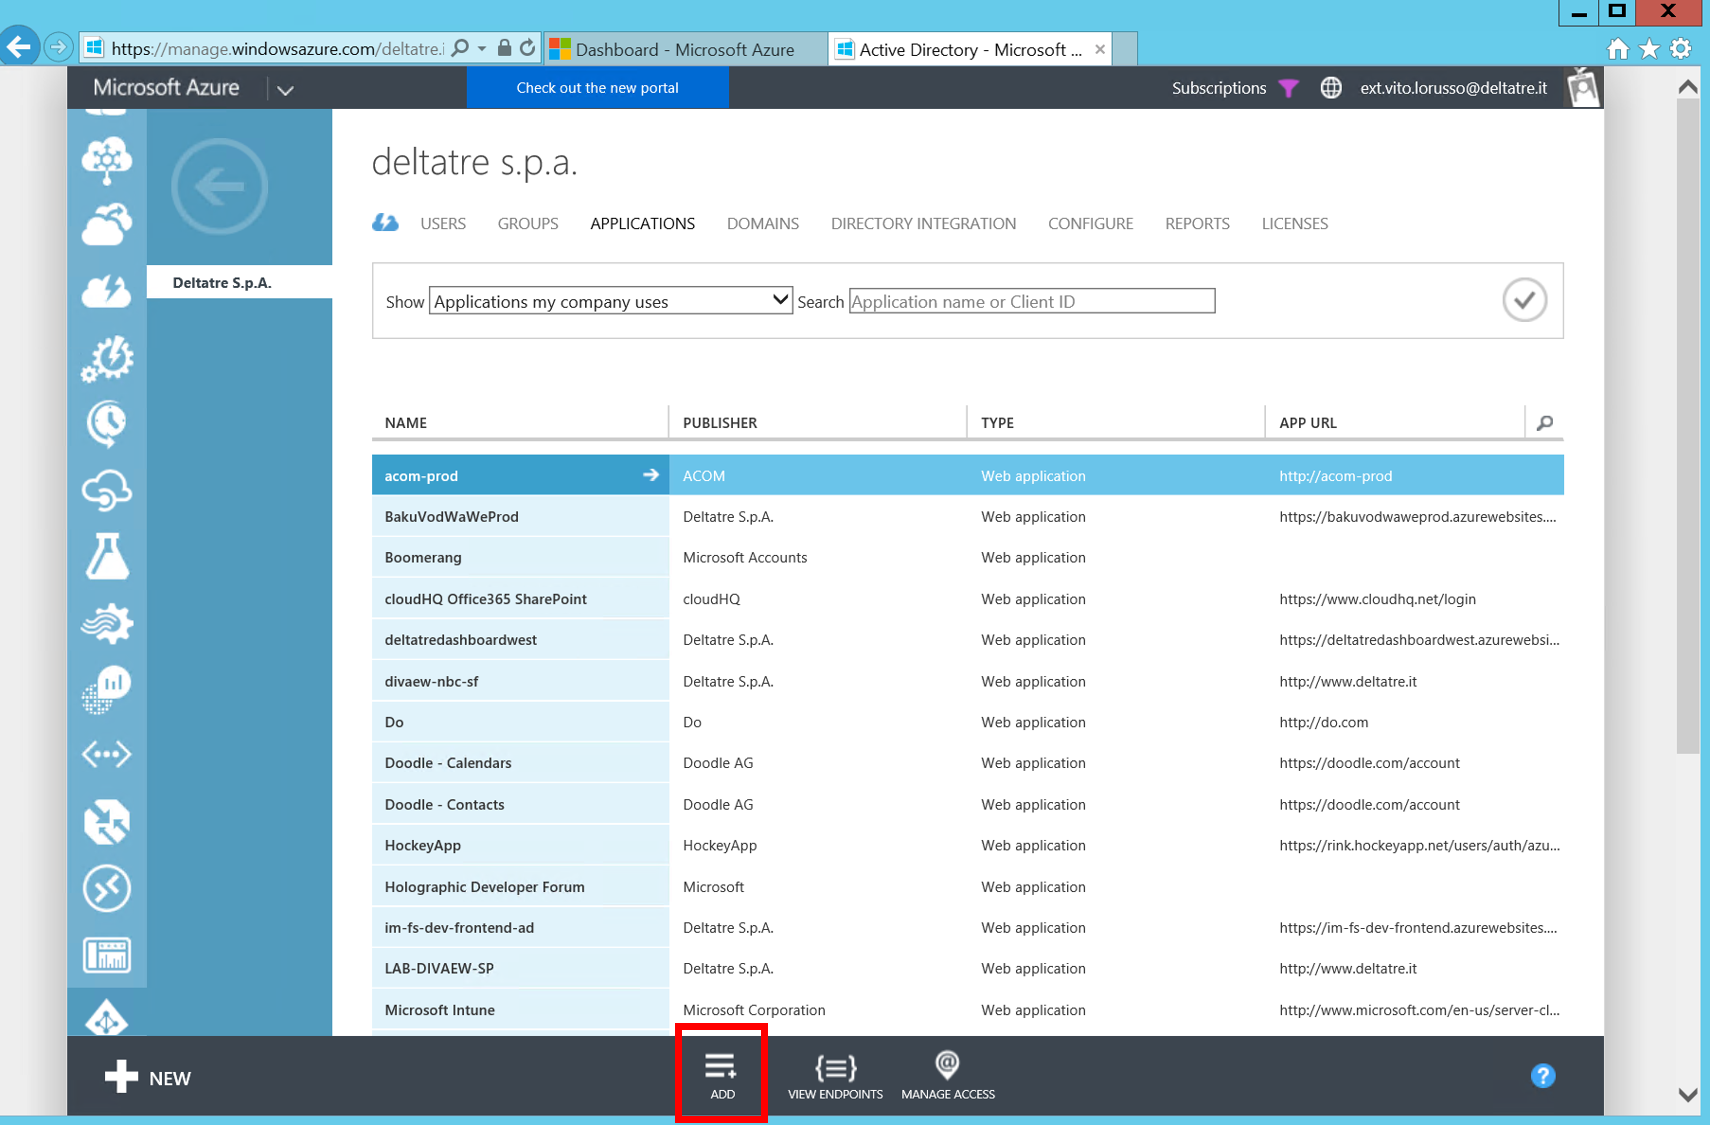 https://manage.windowsazure.com/deltatre.i
Dashboard - Microsoft Azure
Active Directory - Microsoft ...
Microsoft Azure
Check out the new portal
Subscriptions
ext.vito.lorusso@deltatre.it
deltatre s.p.a.
USERS GROUPS APPLICATIONS DOMAINS DIRECTORY INTEGRATION CONFIGURE REPORTS LICENSES
Deltatre S.p.A.
Show Applications my company uses Search Application name or Client ID
NAME PUBLISHER TYPE APP URL
acom-prod ACOM Web application http://acom-prod
BakuVodWaWeProd Deltatre S.p.A. Web application https://bakuvodwaweprod.azurewebsites....
Boomerang Microsoft Accounts Web application
cloudHQ Office365 SharePoint cloudHQ Web application https://www.cloudhq.net/login
deltatredashboardwest Deltatre S.p.A. Web application https://deltatredashboardwest.azurewebsi...
divaew-nbc-sf Deltatre S.p.A. Web application http://www.deltatre.it
Do Do Web application http://do.com
Doodle - Calendars Doodle AG Web application https://doodle.com/account
Doodle - Contacts Doodle AG Web application https://doodle.com/account
HockeyApp HockeyApp Web application https://rink.hockeyapp.net/users/auth/azu...
Holographic Developer Forum Microsoft Web application
im-fs-dev-frontend-ad Deltatre S.p.A. Web application https://im-fs-dev-frontend.azurewebsites....
LAB-DIVAEW-SP Deltatre S.p.A. Web application http://www.deltatre.it
Microsoft Intune Microsoft Corporation Web application http://www.microsoft.com/en-us/server-cl...
NEW
ADD VIEW ENDPOINTS MANAGE ACCESS
?